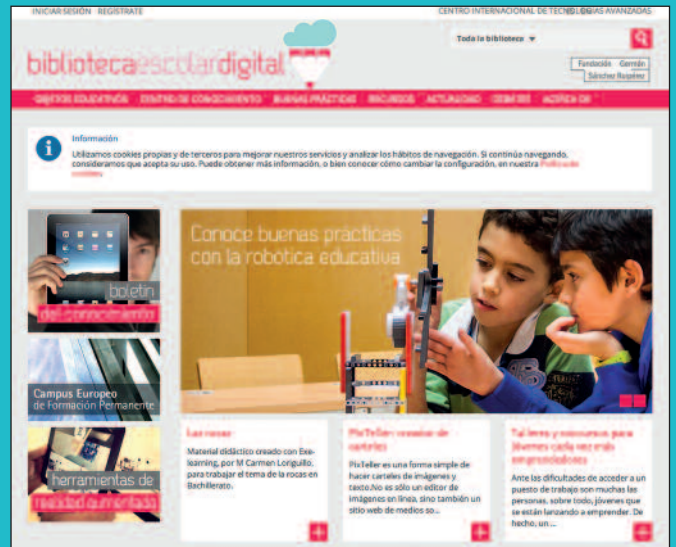 INICIAR SESIÓN REGÍSTRATE
CENTRO INTERNACIONAL DE TECNOLOGÍAS AVANZADAS
Toda la biblioteca
bibliotecaescolardigital
Fundación Germán
Sánchez Ruipérez
OBJETOS EDUCATIVOS CENTRO DE CONOCIMIENTO BUENAS PRÁCTICAS RECURSOS ACTUALIDAD DEBATES ACERCA DE
Información
Utilizamos cookies propias y de terceros para mejorar nuestros servicios y analizar los hábitos de navegación. Si continúa navegando,
consideramos que acepta su uso. Puede obtener más información, o bien conocer cómo cambiar la configuración, en nuestra Política de
cookies.
boletín
del conocimiento
Campus Europeo
de Formación Permanente
herramientas de
realidad aumentada
Conoce buenas prácticas
con la robótica educativa
Las rocas
Material didáctico creado con Exe-
learning, por M Carmen Loriguillo,
para trabajar el tema de la rocas en
Bachillerato.
PixTeller: creador de
carteles
PixTeller es una forma simple de
hacer carteles de imágenes y
texto.No es sólo un editor de
imágenes en línea, sino también un
sitio web de medios so...
Talleres y concursos para
jóvenes cada vez más
emprendedores
Ante las dificultades de acceder a un
puesto de trabajo son muchas las
personas, sobre todo, jóvenes que
se están lanzando a emprender. De
hecho, un ...